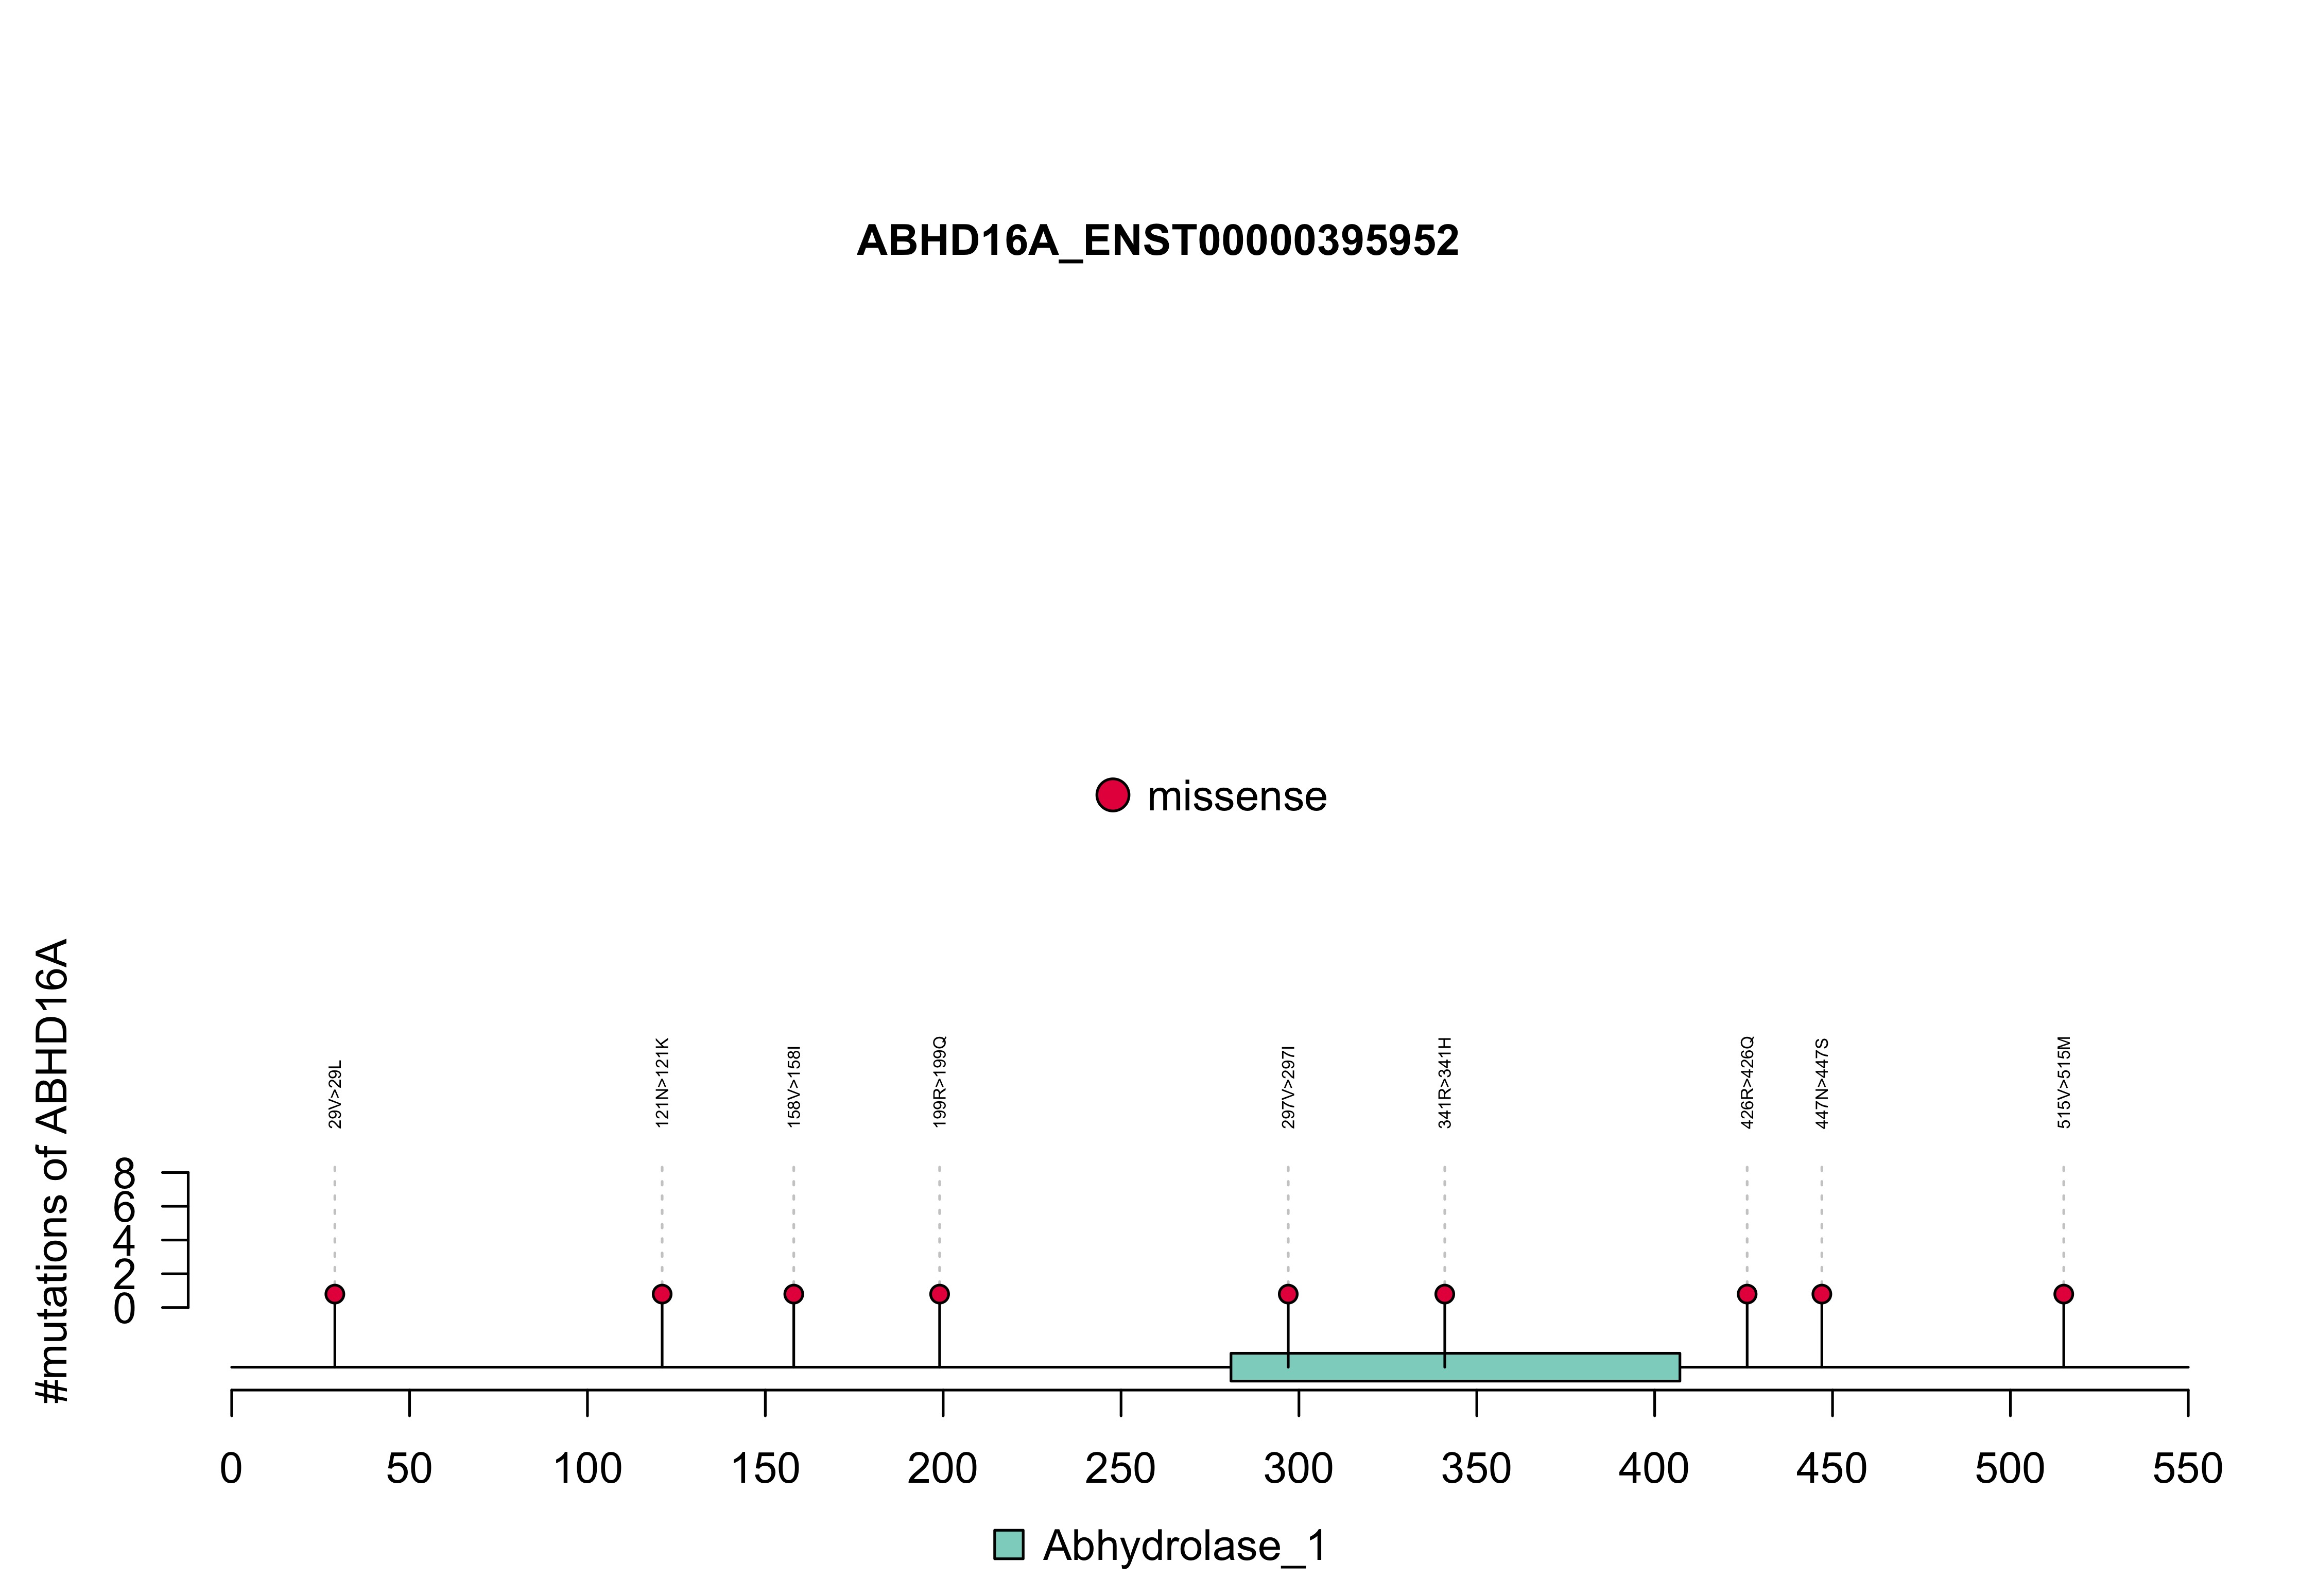 ABHD16A_ENST00000395952
missense
#mutations of ABHD16A
29V>29L
121N>121K
158V>158I
199R>199Q
297V>297I
341R>341H
426R>426Q
447N>447S
515V>515M
8
6
4
2
0
0 50 100 150 200 250 300 350 400 450 500 550
Abhydrolase_1